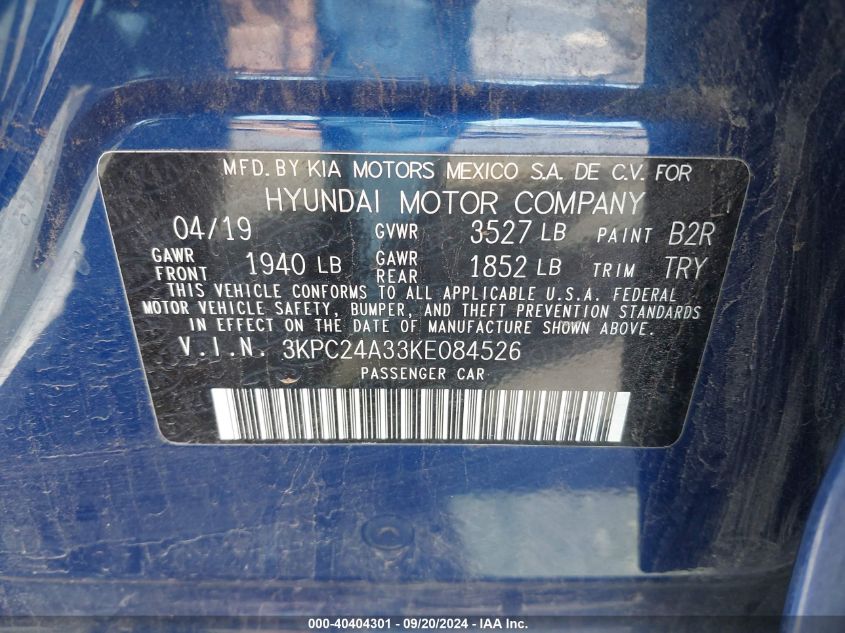 MFD. BY KIA MOTORS MEXICO S.A. DE C.V. FOR
HYUNDAI MOTOR COMPANY
04/19 GVWR 3527 LB PAINT B2R
GAWR FRONT 1940 LB GAWR REAR 1852 LB TRIM TRY
THIS VEHICLE CONFORMS TO ALL APPLICABLE U.S.A. FEDERAL
MOTOR VEHICLE SAFETY, BUMPER, AND THEFT PREVENTION STANDARDS
IN EFFECT ON THE DATE OF MANUFACTURE SHOWN ABOVE.
V.I.N. 3KPC24A33KE084526
PASSENGER CAR
000-40404301 - 09/20/2024 - IAA Inc.